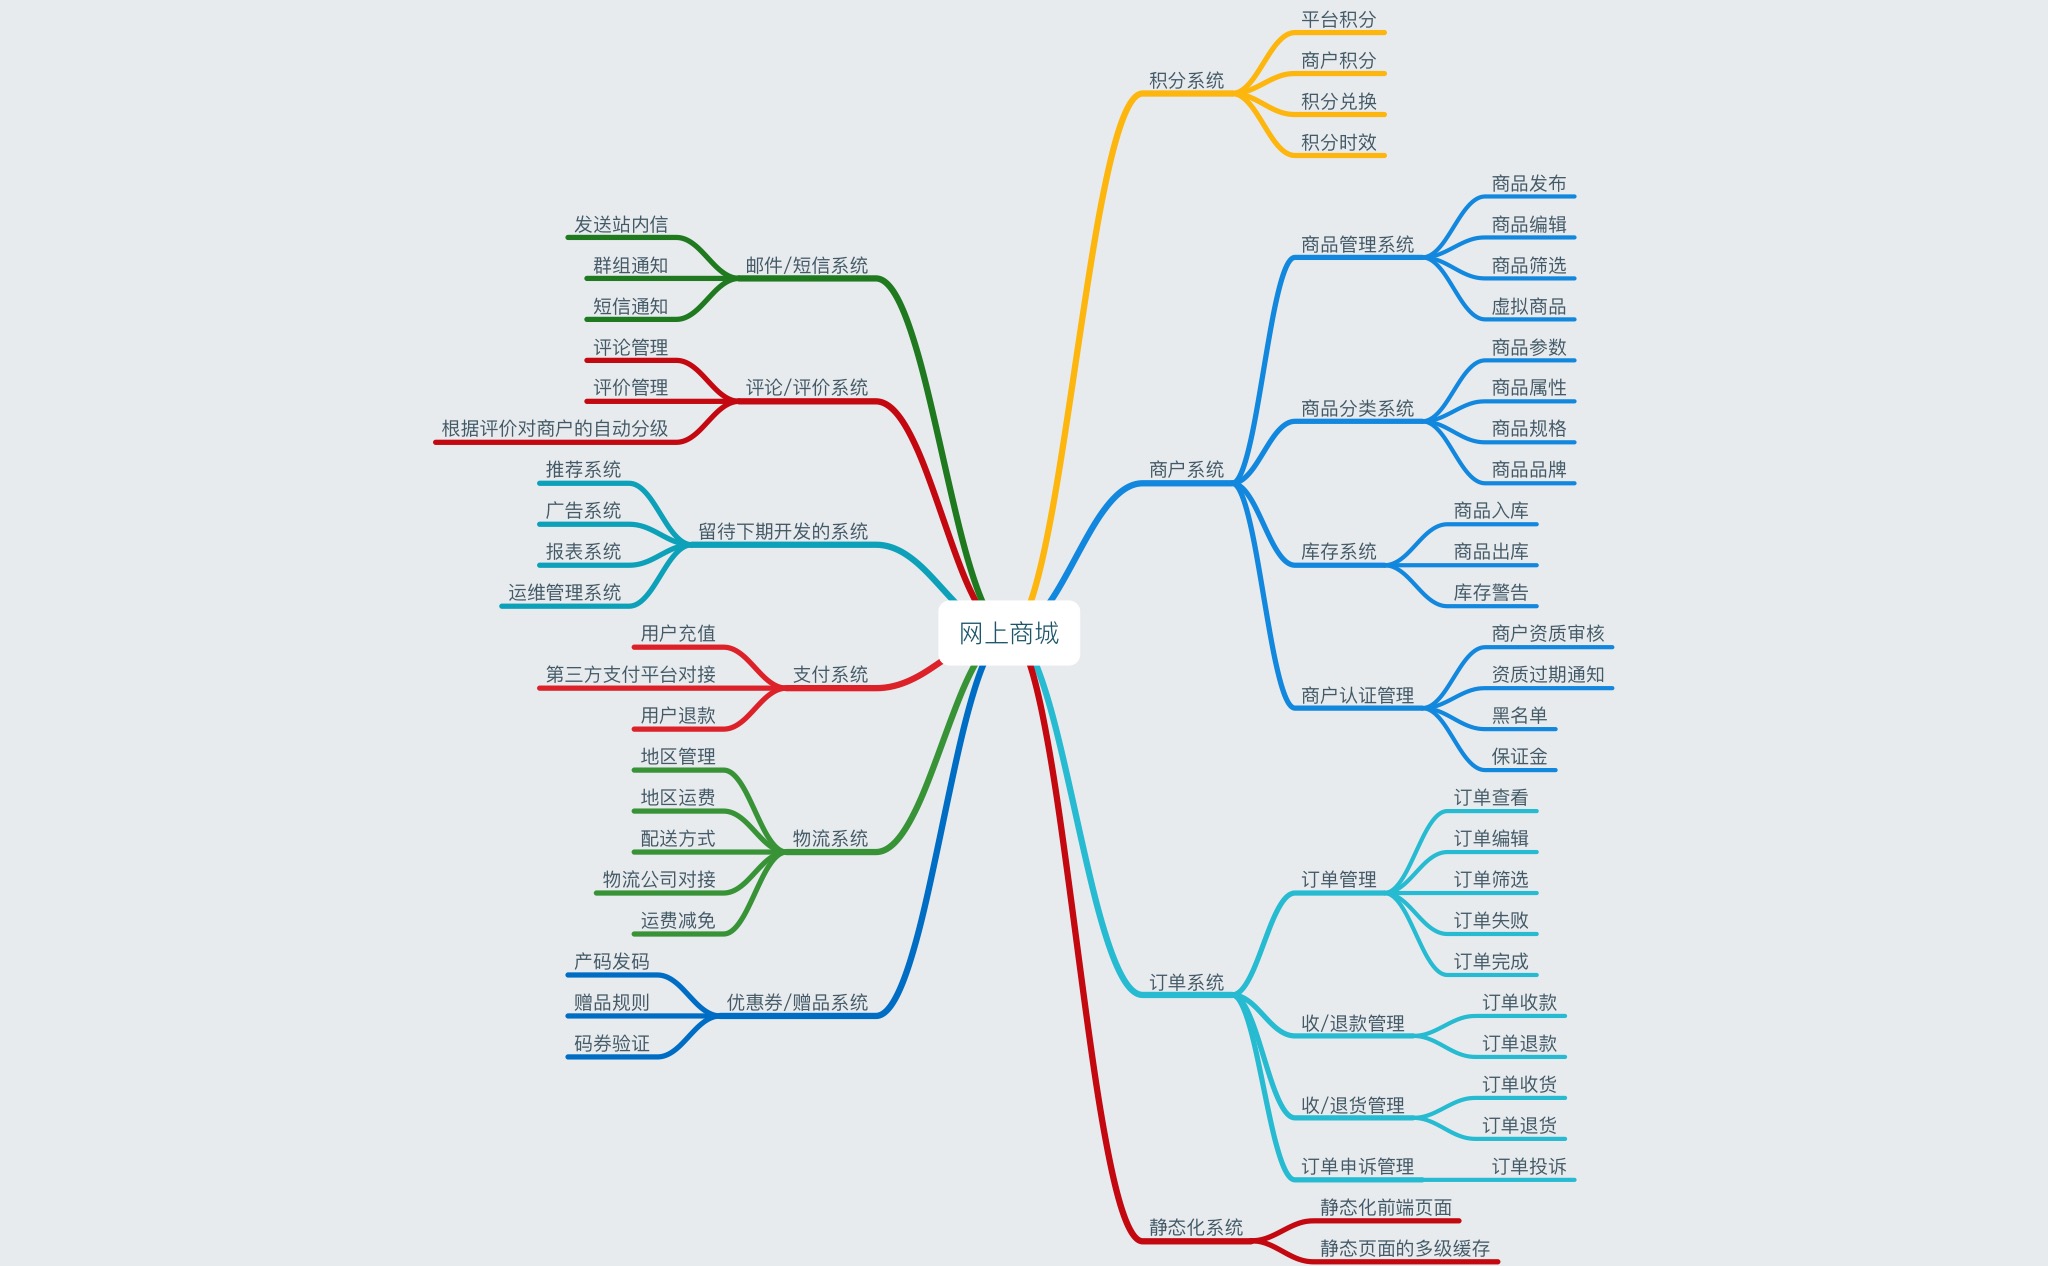 网上商城
积分系统
平台积分
商户积分
积分兑换
积分时效
商户系统
商品管理系统
商品发布
商品编辑
商品筛选
虚拟商品
商品分类系统
商品参数
商品属性
商品规格
商品品牌
库存系统
商品入库
商品出库
库存警告
商户认证管理
商户资质审核
资质过期通知
黑名单
保证金
订单系统
订单管理
订单查看
订单编辑
订单筛选
订单失败
订单完成
收/退款管理
订单收款
订单退款
收/退货管理
订单收货
订单退货
订单申诉管理
订单投诉
静态化系统
静态化前端页面
静态页面的多级缓存
邮件/短信系统
发送站内信
群组通知
短信通知
评论/评价系统
评论管理
评价管理
根据评价对商户的自动分级
留待下期开发的系统
推荐系统
广告系统
报表系统
运维管理系统
支付系统
用户充值
第三方支付平台对接
用户退款
物流系统
地区管理
地区运费
配送方式
物流公司对接
运费减免
优惠券/赠品系统
产码发码
赠品规则
码券验证